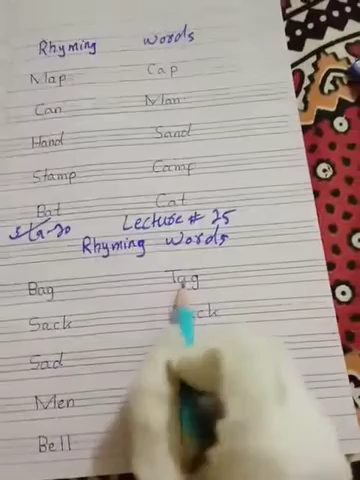 Rhyming words
Map Cap
Can Man
Hand Sand
Stamp Camp
Bat Cat
Lecture # 25
Rhyming words
Bag Tag
Sack ck
Sad
Men
Bell